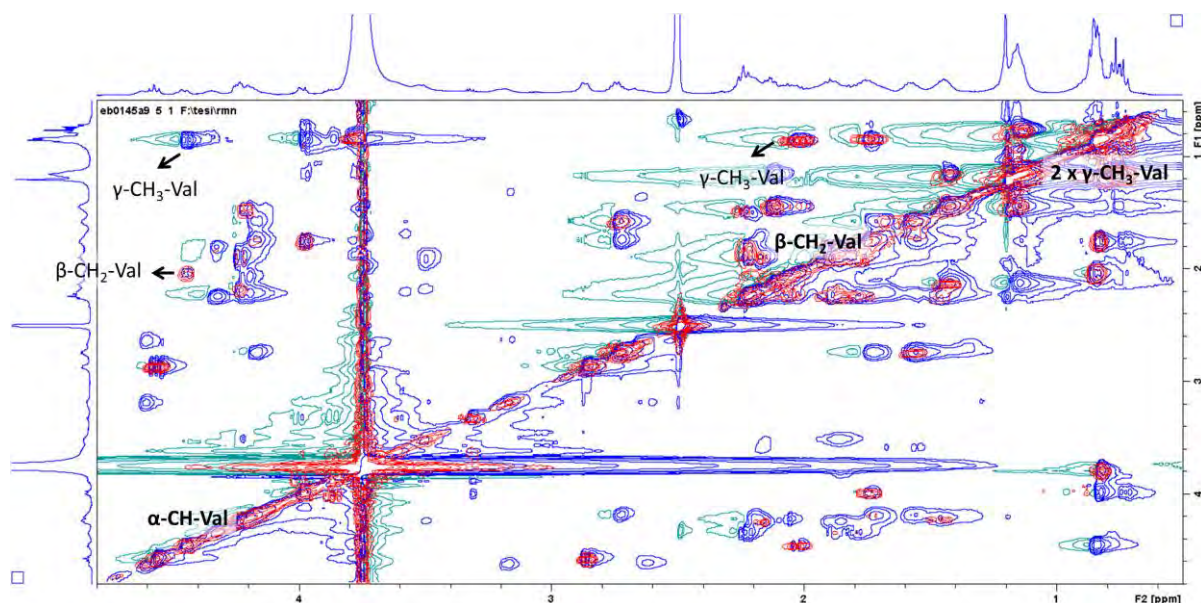 eb0145a9 5 1 F:\tesi\rmn
F1 [ppm]
1
γ-CH₃-Val
γ-CH₃-Val
2 x γ-CH₃-Val
β-CH₂-Val
β-CH₂-Val
2
3
α-CH-Val
4
4
3
2
1
F2 [ppm]